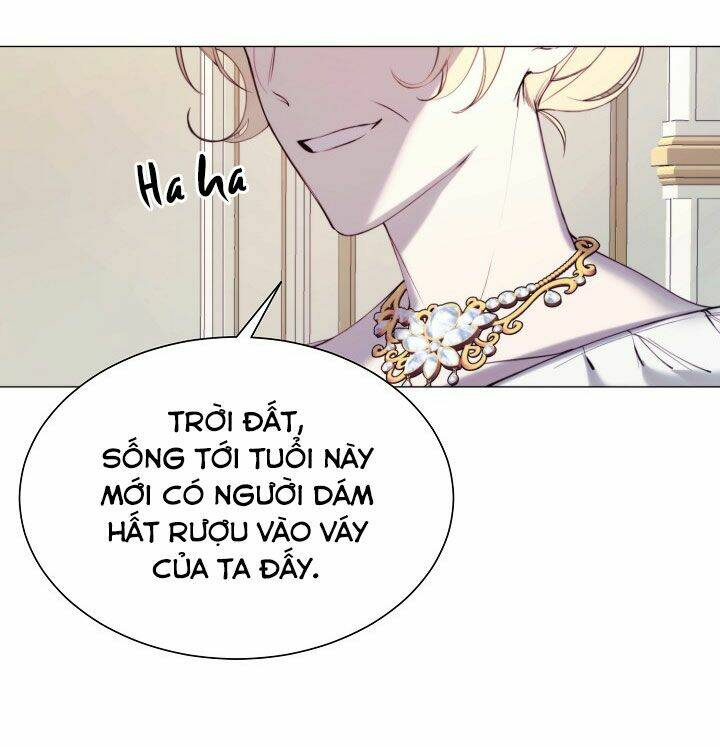 Ha ha
TRỜI ĐẤT,
SỐNG TỚI TUỔI NÀY
MỚI CÓ NGƯỜI DÁM
HẤT RƯỢU VÀO VÁY
CỦA TA ĐẤY.